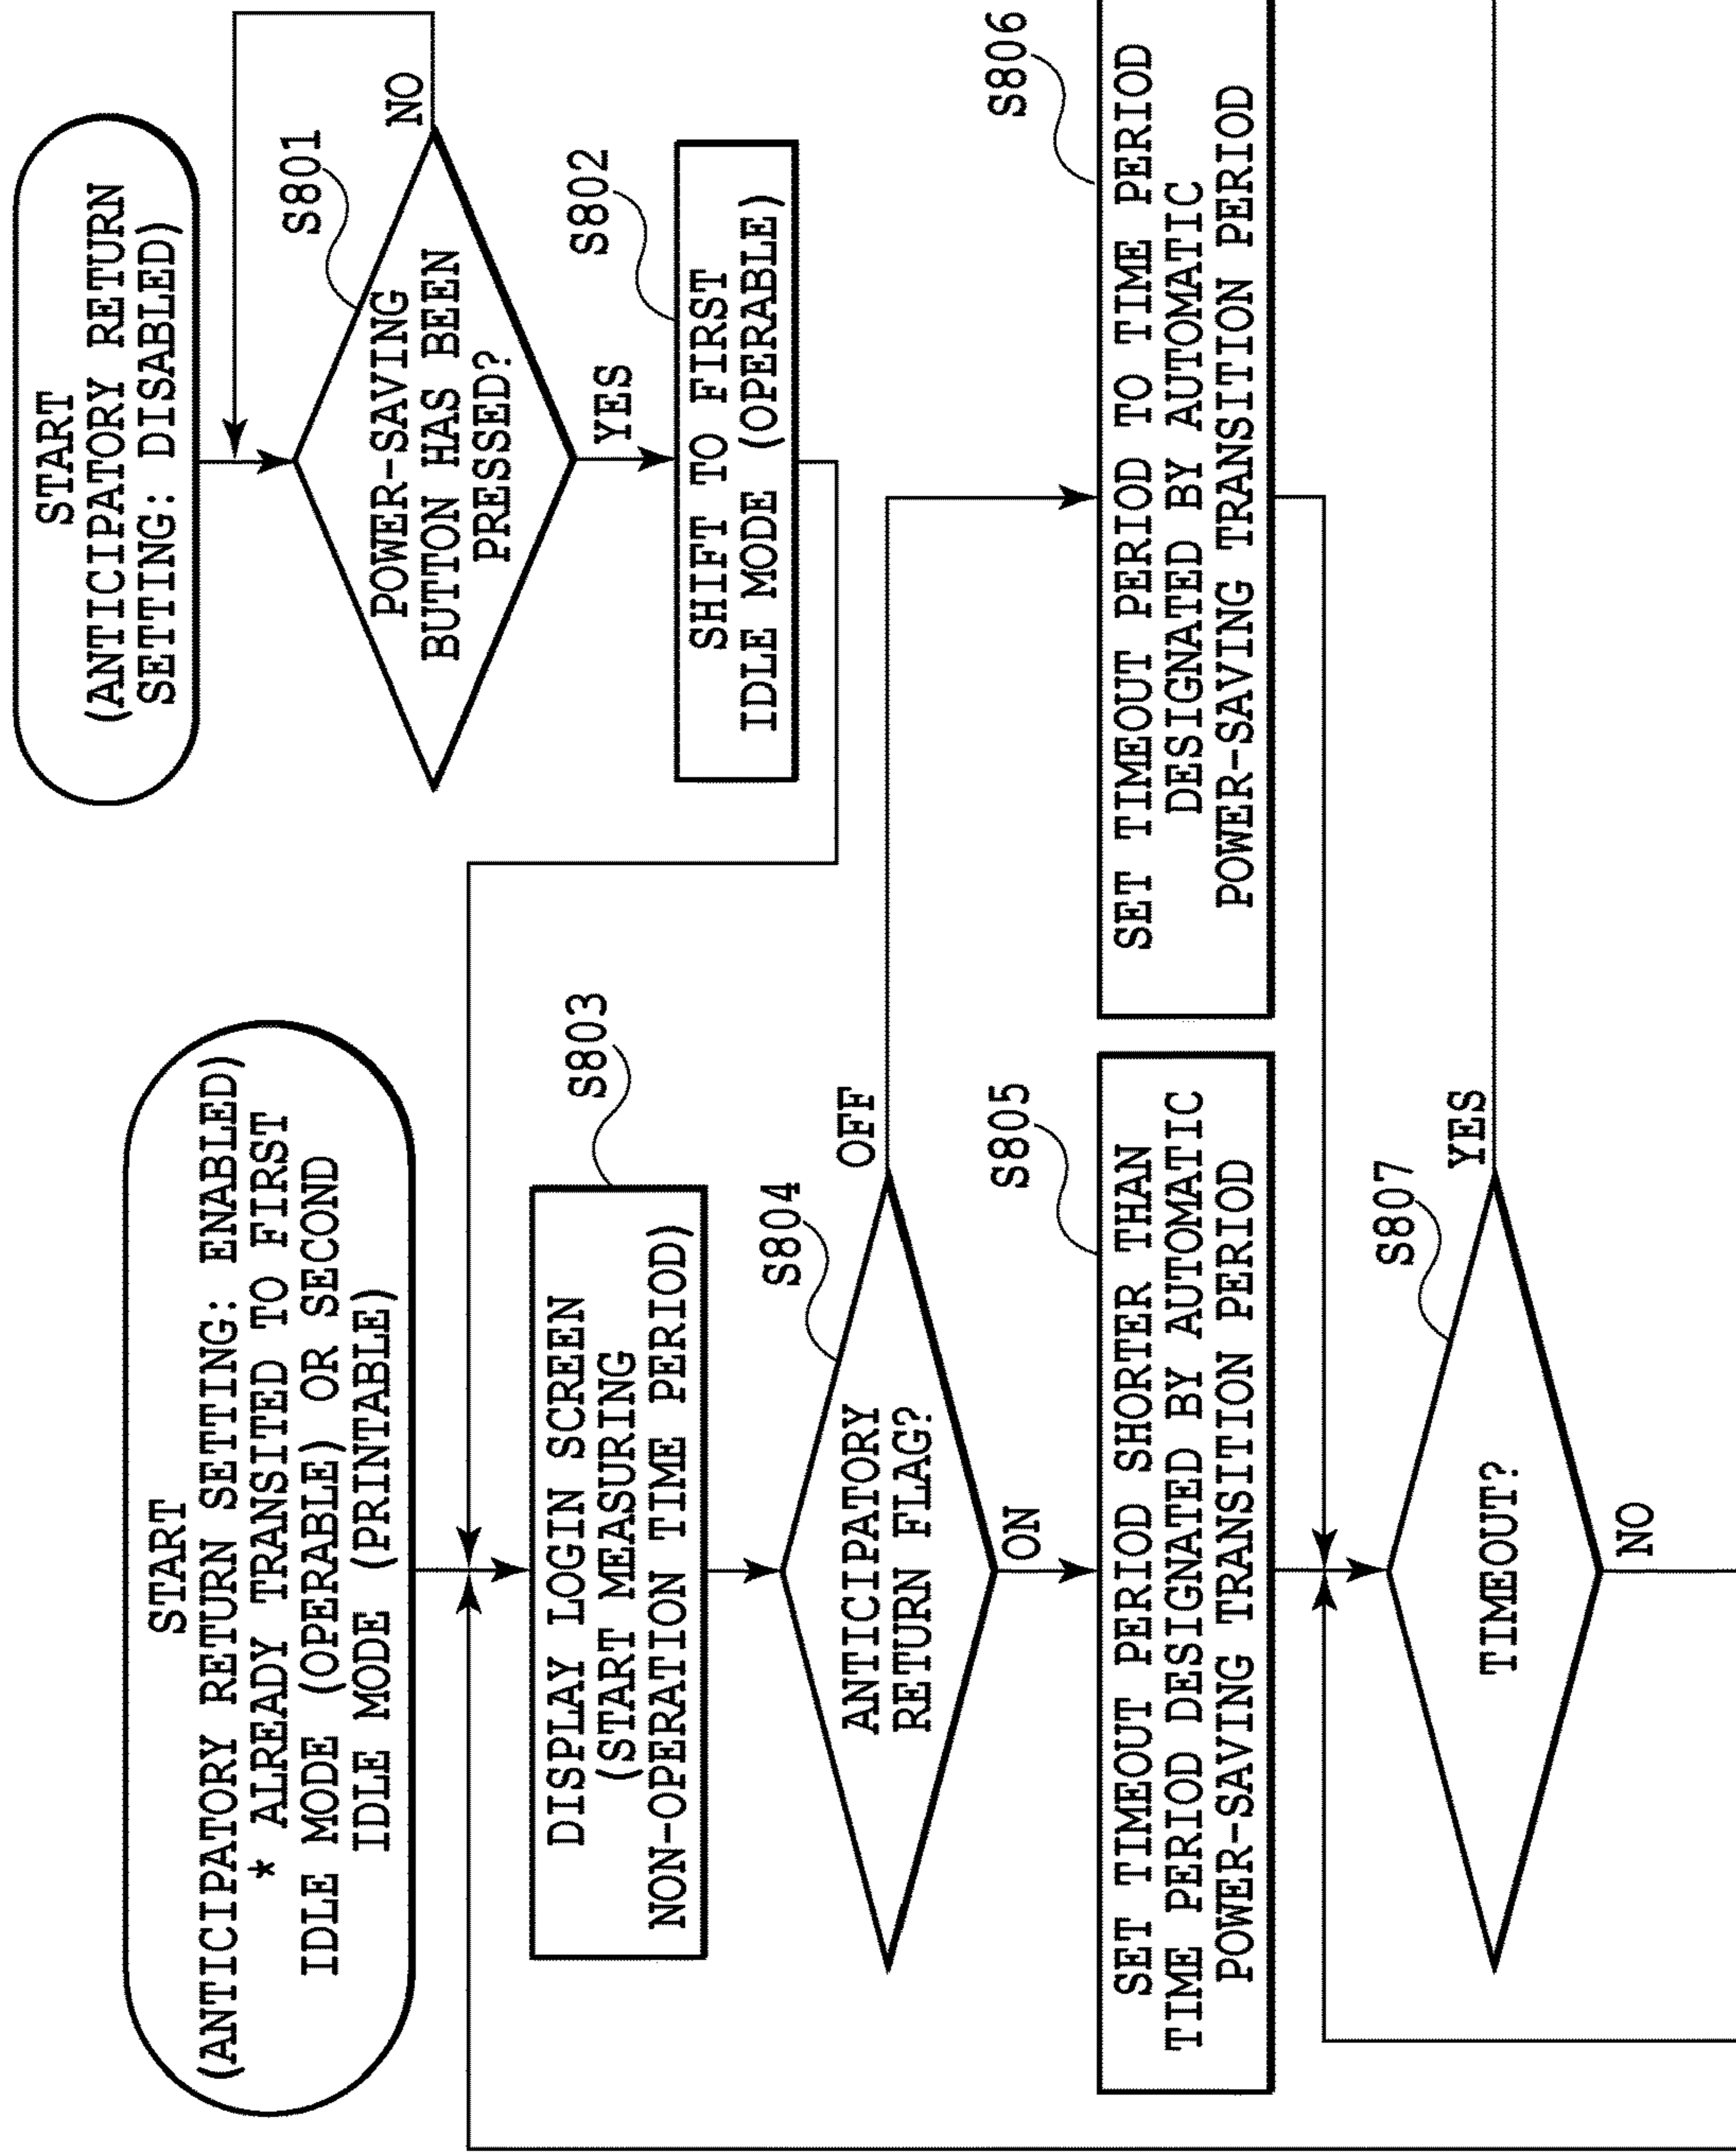 START
(ANTICIPATORY RETURN SETTING: ENABLED)
* ALREADY TRANSITED TO FIRST
IDLE MODE (OPERABLE) OR SECOND
IDLE MODE (PRINTABLE)
START
(ANTICIPATORY RETURN
SETTING: DISABLED)
S801
POWER-SAVING
BUTTON HAS BEEN
PRESSED?
NO
YES
S802
SHIFT TO FIRST
IDLE MODE (OPERABLE)
S803
DISPLAY LOGIN SCREEN
(START MEASURING
NON-OPERATION TIME PERIOD)
S804
ANTICIPATORY
RETURN FLAG?
OFF
ON
S805
SET TIMEOUT PERIOD SHORTER THAN
TIME PERIOD DESIGNATED BY AUTOMATIC
POWER-SAVING TRANSITION PERIOD
S806
SET TIMEOUT PERIOD TO TIME PERIOD
DESIGNATED BY AUTOMATIC
POWER-SAVING TRANSITION PERIOD
S807
TIMEOUT?
YES
NO